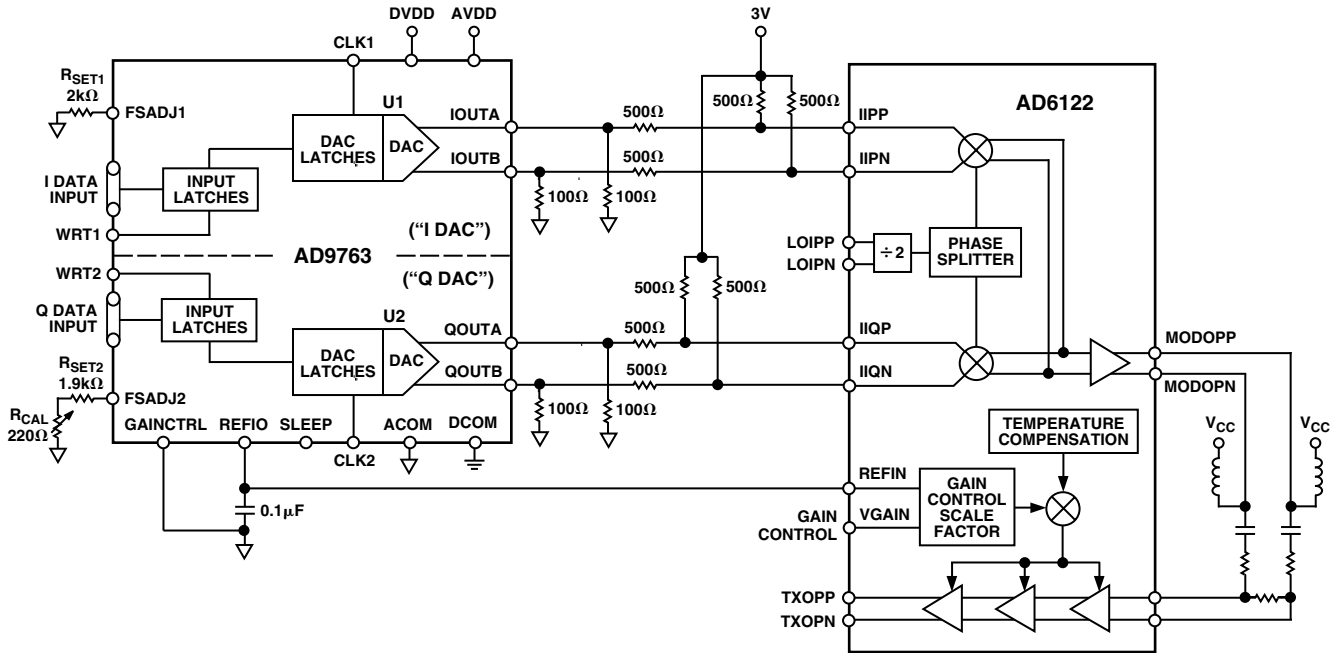 DVDD AVDD 3V
CLK1
RSET1
2kΩ
FSADJ1
U1
IOUTA
500Ω
500Ω
500Ω
IIPP
AD6122
DAC
LATCHES
DAC
I DATA
INPUT
INPUT
LATCHES
IOUTB
500Ω
IIPN
100Ω
100Ω
WRT1
("I DAC")
LOIPP
LOIPN
÷2
PHASE
SPLITTER
AD9763
WRT2
("Q DAC")
500Ω
500Ω
Q DATA
INPUT
INPUT
LATCHES
U2
QOUTA
500Ω
IIQP
MODOPP
DAC
LATCHES
DAC
RSET2
1.9kΩ
QOUTB
500Ω
IIQN
MODOPN
FSADJ2
100Ω
100Ω
RCAL
220Ω
GAINCTRL REFIO SLEEP ACOM DCOM
CLK2
TEMPERATURE
COMPENSATION
VCC VCC
REFIN
0.1μF
GAIN
CONTROL
VGAIN
GAIN
CONTROL
SCALE
FACTOR
TXOPP
TXOPN